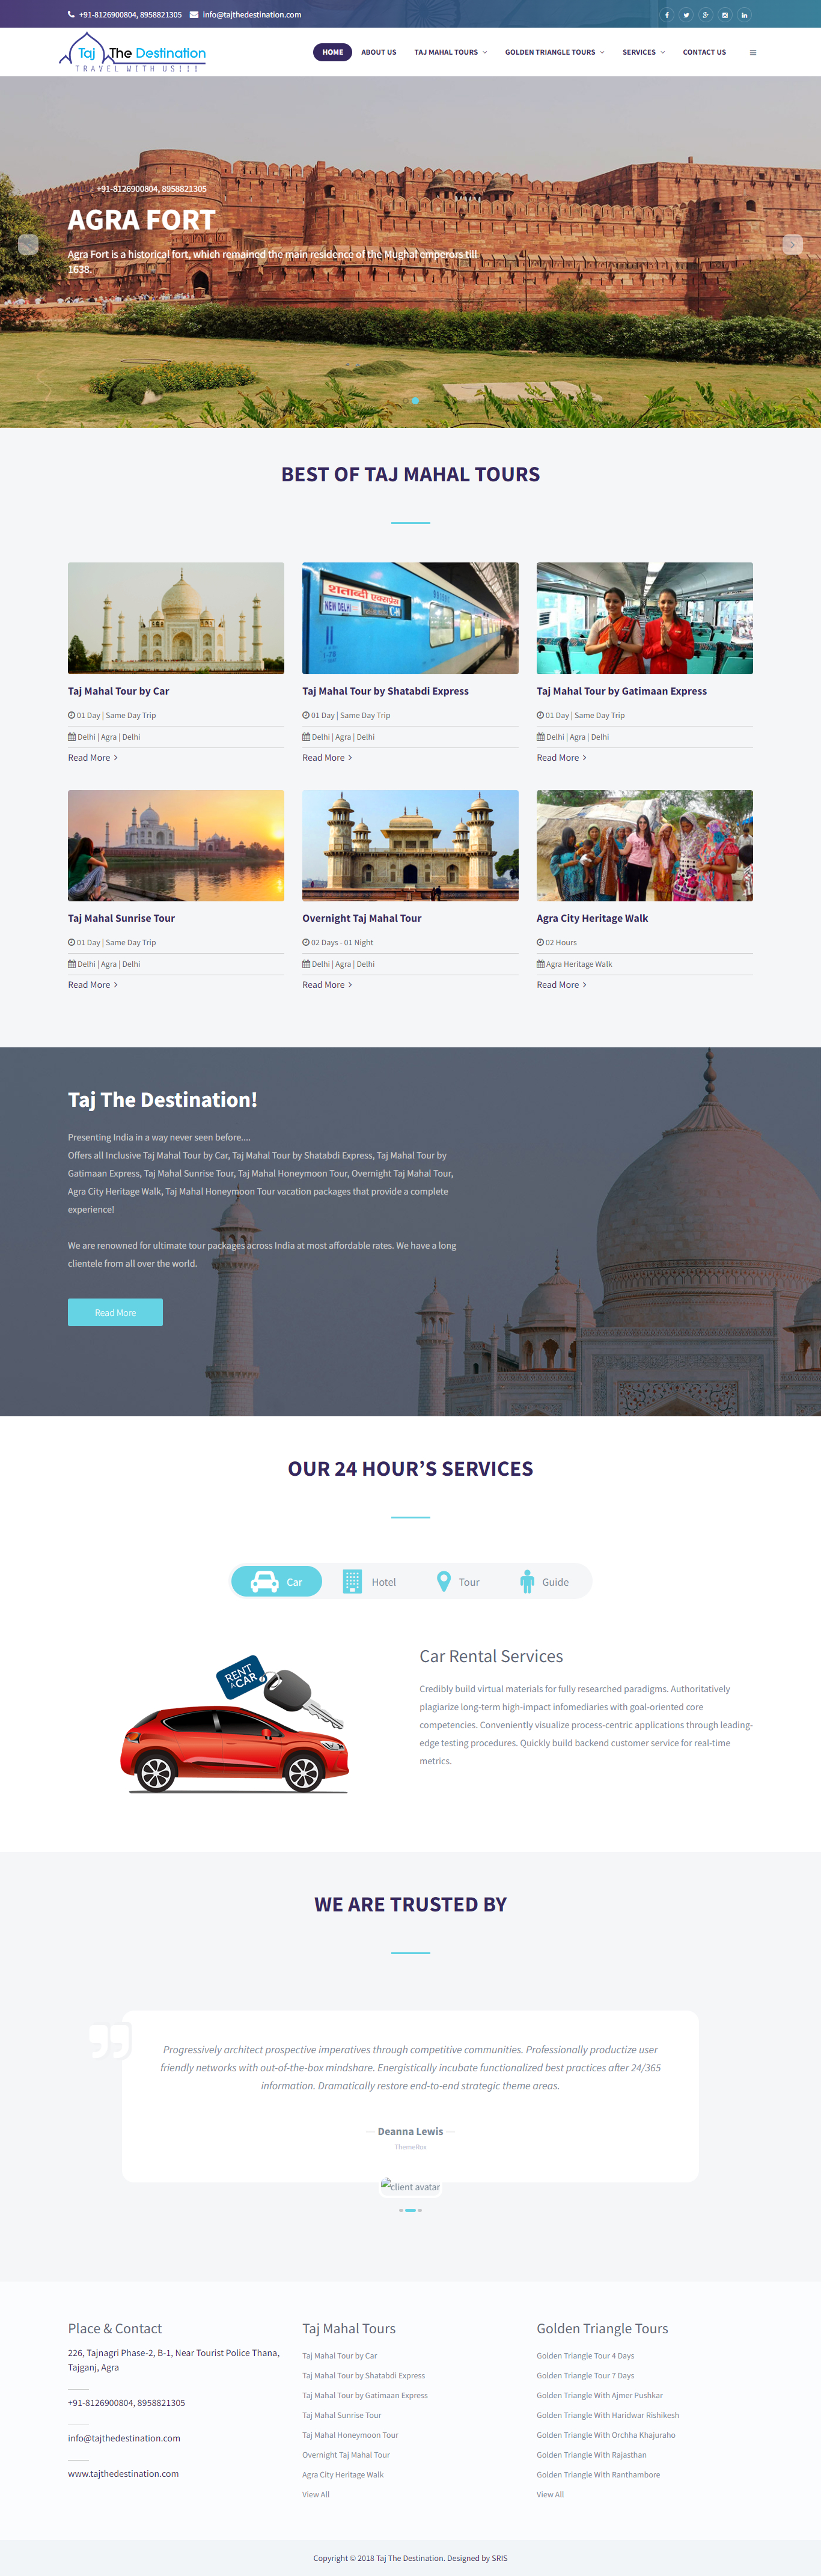 +91-8126900804, 8958821305 info@tajthedestination.com
Taj The Destination
TRAVEL WITH US!!!
HOME ABOUT US TAJ MAHAL TOURS GOLDEN TRIANGLE TOURS SERVICES CONTACT US
+91-8126900804, 8958821305
AGRA FORT
Agra Fort is a historical fort, which remained the main residence of the Mughal emperors till
1638.
BEST OF TAJ MAHAL TOURS
शताब्दी एक्सप्रेस
NEW DELHI
Taj Mahal Tour by Car
01 Day | Same Day Trip
Delhi | Agra | Delhi
Read More
Taj Mahal Tour by Shatabdi Express
01 Day | Same Day Trip
Delhi | Agra | Delhi
Read More
Taj Mahal Tour by Gatimaan Express
01 Day | Same Day Trip
Delhi | Agra | Delhi
Read More
Taj Mahal Sunrise Tour
01 Day | Same Day Trip
Delhi | Agra | Delhi
Read More
Overnight Taj Mahal Tour
02 Days - 01 Night
Delhi | Agra | Delhi
Read More
Agra City Heritage Walk
02 Hours
Agra Heritage Walk
Read More
Taj The Destination!
Presenting India in a way never seen before....
Offers all Inclusive Taj Mahal Tour by Car, Taj Mahal Tour by Shatabdi Express, Taj Mahal Tour by
Gatimaan Express, Taj Mahal Sunrise Tour, Taj Mahal Honeymoon Tour, Overnight Taj Mahal Tour,
Agra City Heritage Walk, Taj Mahal Honeymoon Tour vacation packages that provide a complete
experience!
We are renowned for ultimate tour packages across India at most affordable rates. We have a long
clientele from all over the world.
Read More
OUR 24 HOUR’S SERVICES
Car Hotel Tour Guide
RENT
A
CAR
Car Rental Services
Credibly build virtual materials for fully researched paradigms. Authoritatively
plagiarize long-term high-impact infomediaries with goal-oriented core
competencies. Conveniently visualize process-centric applications through leading-
edge testing procedures. Quickly build backend customer service for real-time
metrics.
WE ARE TRUSTED BY
Progressively architect prospective imperatives through competitive communities. Professionally productize user
friendly networks with out-of-the-box mindshare. Energistically incubate functionalized best practices after 24/365
information. Dramatically restore end-to-end strategic theme areas.
Deanna Lewis
ThemeRox
client avatar
Place & Contact
226, Tajnagri Phase-2, B-1, Near Tourist Police Thana,
Tajganj, Agra
+91-8126900804, 8958821305
info@tajthedestination.com
www.tajthedestination.com
Taj Mahal Tours
Taj Mahal Tour by Car
Taj Mahal Tour by Shatabdi Express
Taj Mahal Tour by Gatimaan Express
Taj Mahal Sunrise Tour
Taj Mahal Honeymoon Tour
Overnight Taj Mahal Tour
Agra City Heritage Walk
View All
Golden Triangle Tours
Golden Triangle Tour 4 Days
Golden Triangle Tour 7 Days
Golden Triangle With Ajmer Pushkar
Golden Triangle With Haridwar Rishikesh
Golden Triangle With Orchha Khajuraho
Golden Triangle With Rajasthan
Golden Triangle With Ranthambore
View All
Copyright © 2018 Taj The Destination. Designed by SRIS